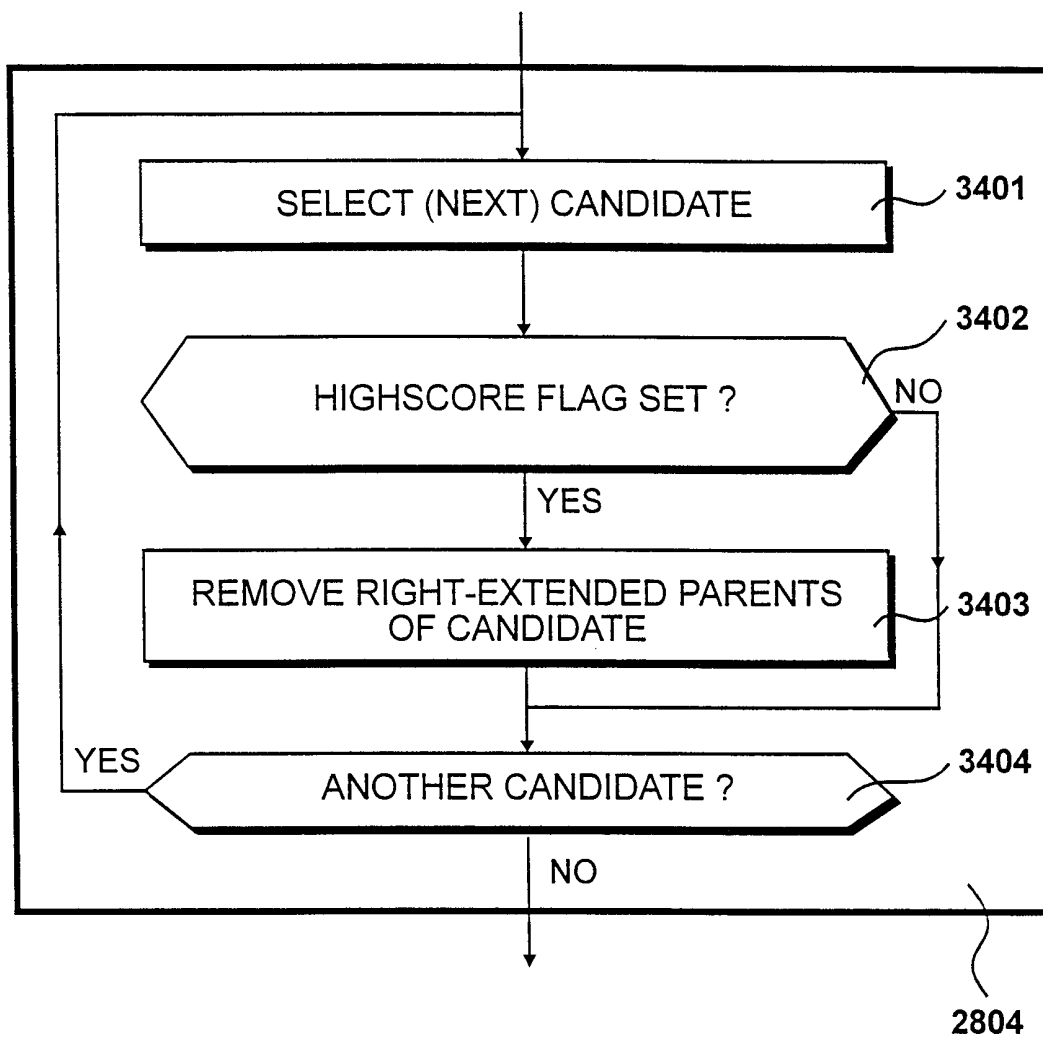 SELECT (NEXT) CANDIDATE
3401
3402
HIGHSCORE FLAG SET ?
NO
YES
REMOVE RIGHT-EXTENDED PARENTS
OF CANDIDATE
3403
YES
ANOTHER CANDIDATE ?
3404
NO
2804